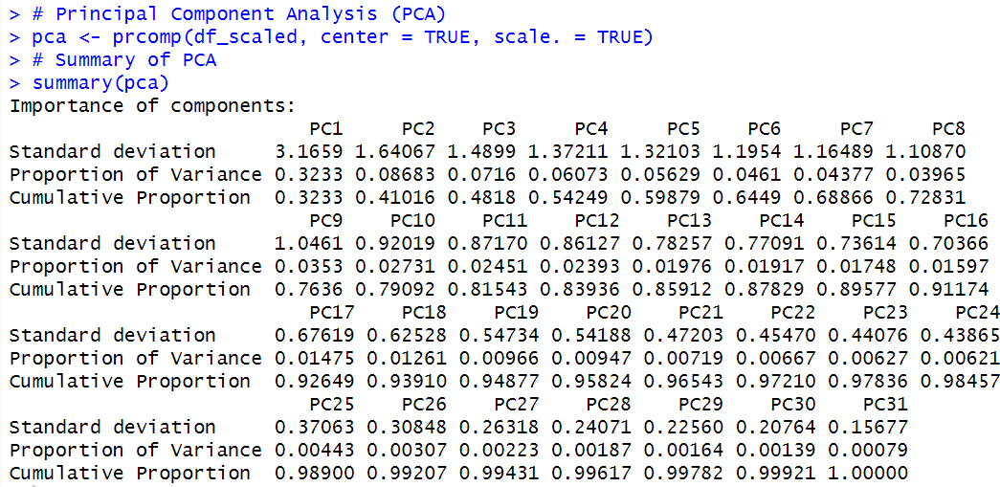 > # Principal Component Analysis (PCA)
> pca <- prcomp(df_scaled, center = TRUE, scale. = TRUE)
> # Summary of PCA
> summary(pca)
Importance of components:
PC1 PC2 PC3 PC4 PC5 PC6 PC7 PC8
Standard deviation 3.1659 1.64067 1.4899 1.37211 1.32103 1.1954 1.16489 1.10870
Proportion of Variance 0.3233 0.08683 0.0716 0.06073 0.05629 0.0461 0.04377 0.03965
Cumulative Proportion 0.3233 0.41016 0.4818 0.54249 0.59879 0.6449 0.68866 0.72831
PC9 PC10 PC11 PC12 PC13 PC14 PC15 PC16
Standard deviation 1.0461 0.92019 0.87170 0.86127 0.78257 0.77091 0.73614 0.70366
Proportion of Variance 0.0353 0.02731 0.02451 0.02393 0.01976 0.01917 0.01748 0.01597
Cumulative Proportion 0.7636 0.79092 0.81543 0.83936 0.85912 0.87829 0.89577 0.91174
PC17 PC18 PC19 PC20 PC21 PC22 PC23 PC24
Standard deviation 0.67619 0.62528 0.54734 0.54188 0.47203 0.45470 0.44076 0.43865
Proportion of Variance 0.01475 0.01261 0.00966 0.00947 0.00719 0.00667 0.00627 0.00621
Cumulative Proportion 0.92649 0.93910 0.94877 0.95824 0.96543 0.97210 0.97836 0.98457
PC25 PC26 PC27 PC28 PC29 PC30 PC31
Standard deviation 0.37063 0.30848 0.26318 0.24071 0.22560 0.20764 0.15677
Proportion of Variance 0.00443 0.00307 0.00223 0.00187 0.00164 0.00139 0.00079
Cumulative Proportion 0.98900 0.99207 0.99431 0.99617 0.99782 0.99921 1.00000